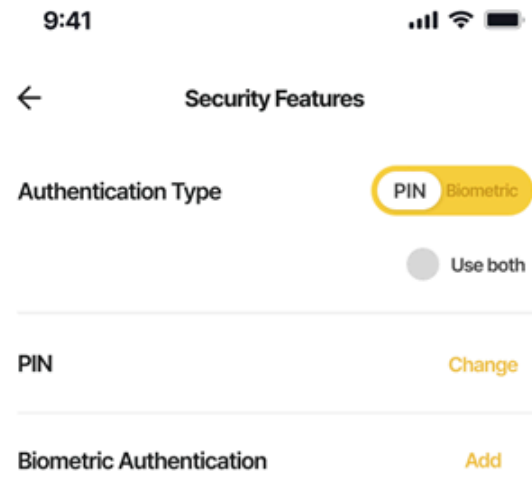 9:41
Security Features
Authentication Type PIN Biometric
Use both
PIN Change
Biometric Authentication Add